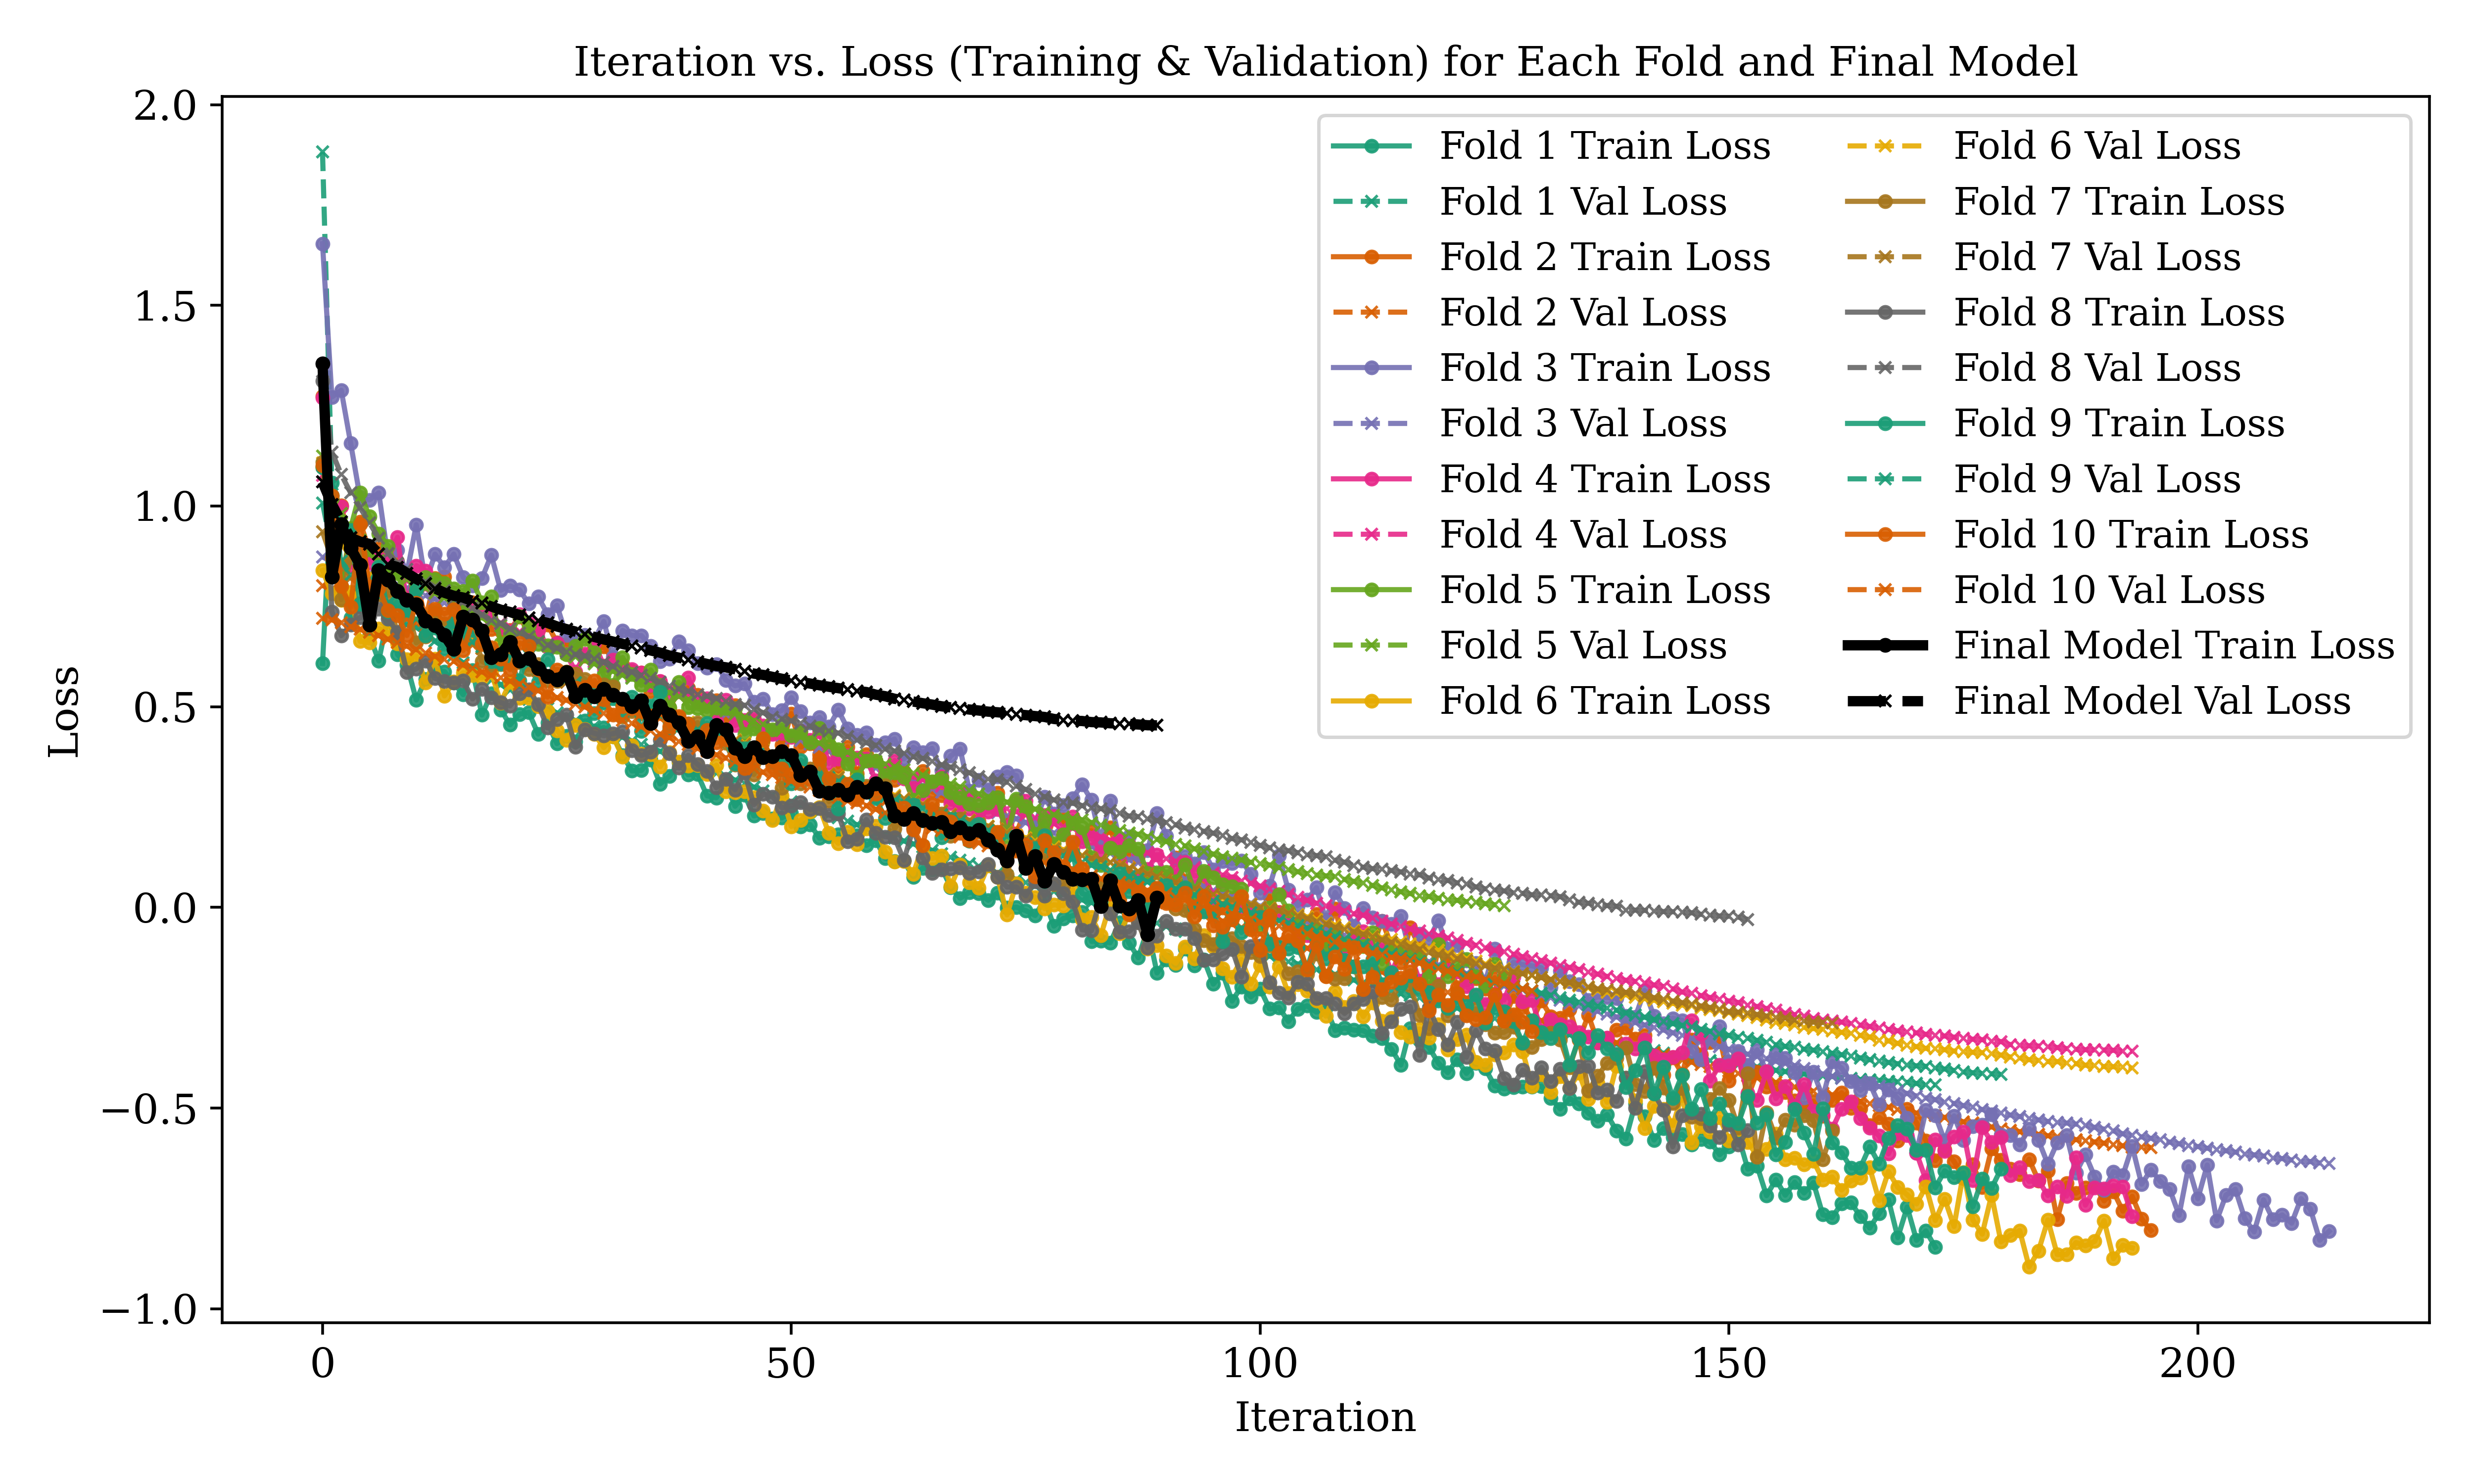 Iteration vs. Loss (Training & Validation) for Each Fold and Final Model
2.0
1.5
1.0
0.5
0.0
−0.5
−1.0
Loss
0
50
100
150
200
Iteration
Fold 1 Train Loss
Fold 1 Val Loss
Fold 2 Train Loss
Fold 2 Val Loss
Fold 3 Train Loss
Fold 3 Val Loss
Fold 4 Train Loss
Fold 4 Val Loss
Fold 5 Train Loss
Fold 5 Val Loss
Fold 6 Train Loss
Fold 6 Val Loss
Fold 7 Train Loss
Fold 7 Val Loss
Fold 8 Train Loss
Fold 8 Val Loss
Fold 9 Train Loss
Fold 9 Val Loss
Fold 10 Train Loss
Fold 10 Val Loss
Final Model Train Loss
Final Model Val Loss